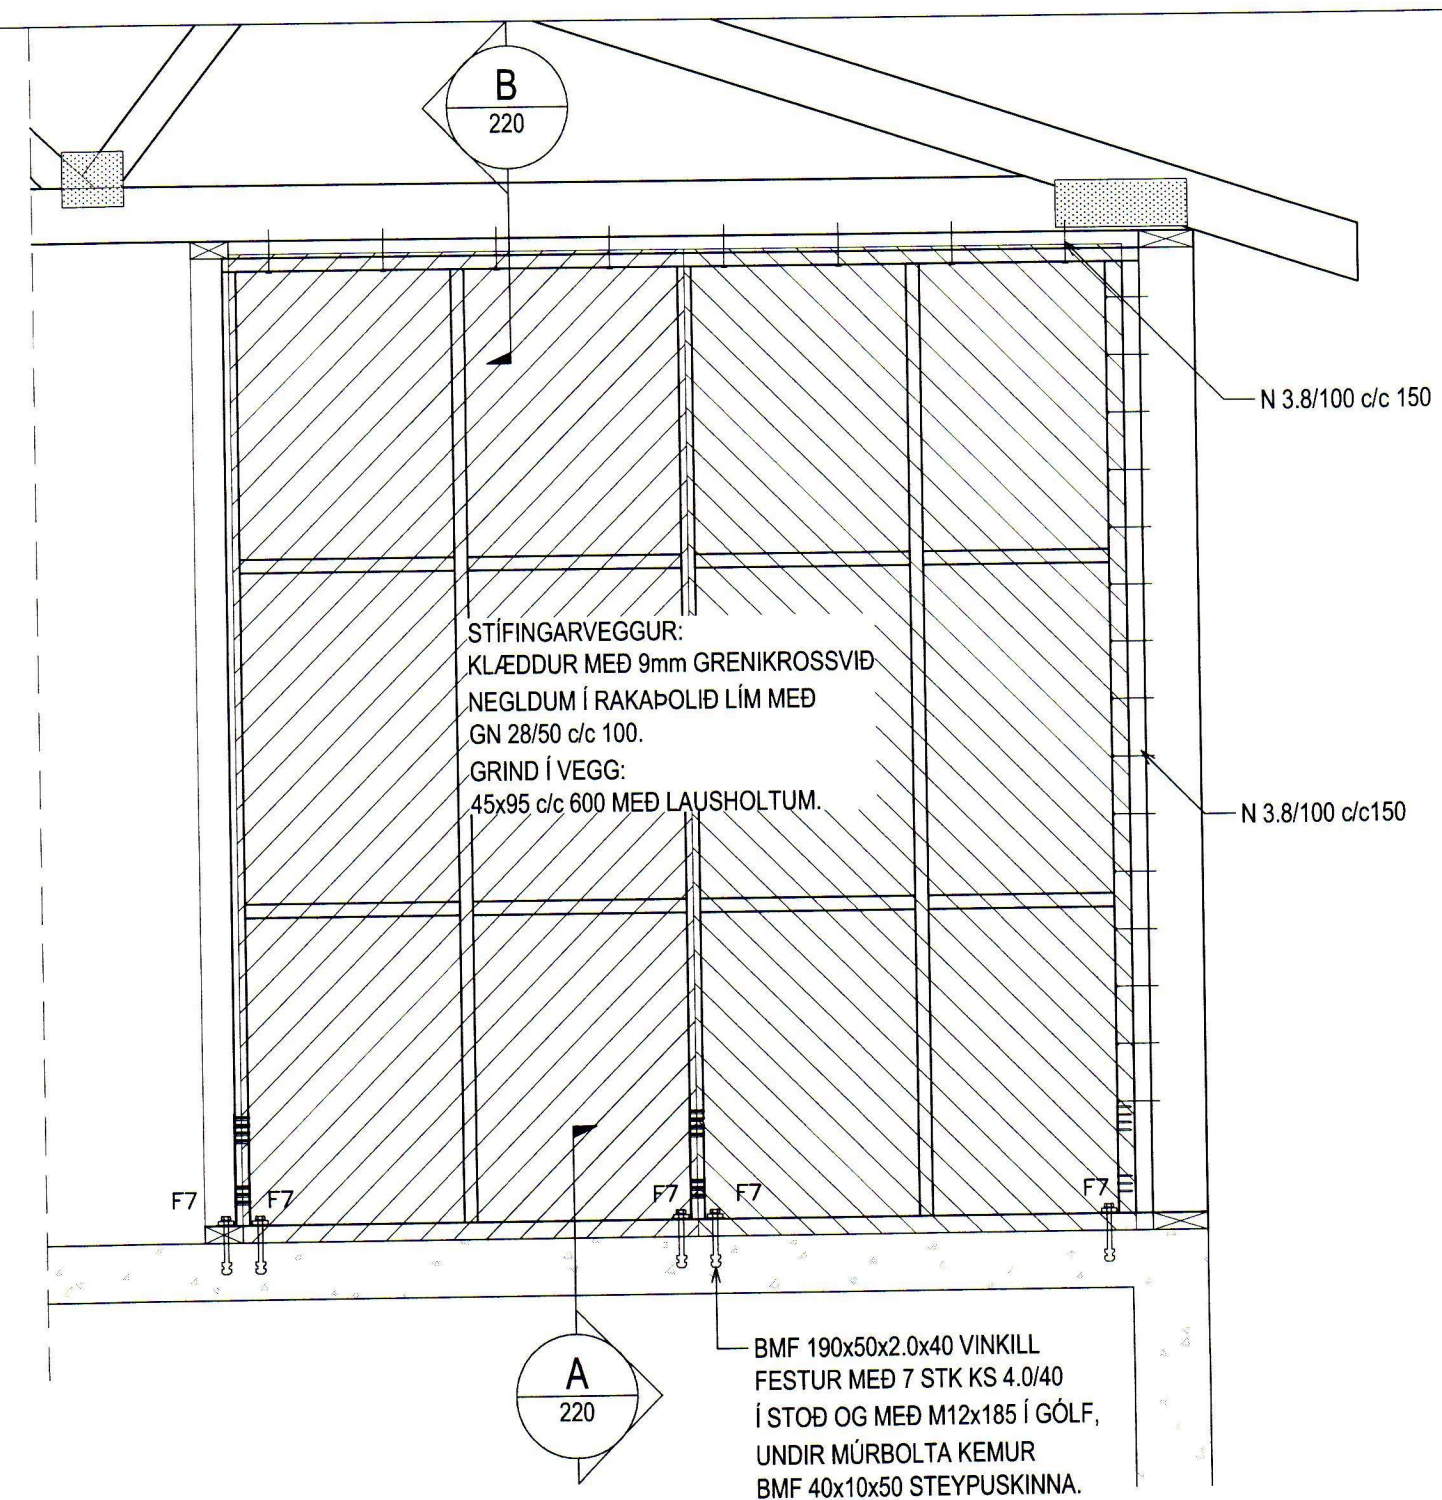 B
220
N 3.8/100 c/c 150
STÍFINGARVEGGUR:
KLÆDDUR MEÐ 9mm GRENIKROSSVIÐ
NEGLDUM Í RAKAÞOLIÐ LÍM MEÐ
GN 28/50 c/c 100.
GRIND Í VEGG:
45x95 c/c 600 MEÐ LAUSHOLTUM.
N 3.8/100 c/c150
F7
F7
F7
F7
F7
BMF 190x50x2.0x40 VINKILL
FESTUR MEÐ 7 STK KS 4.0/40
Í STOÐ OG MEÐ M12x185 Í GÓLF,
UNDIR MÚRBOLTA KEMUR
BMF 40x10x50 STEYPUSKINNA.
A
220